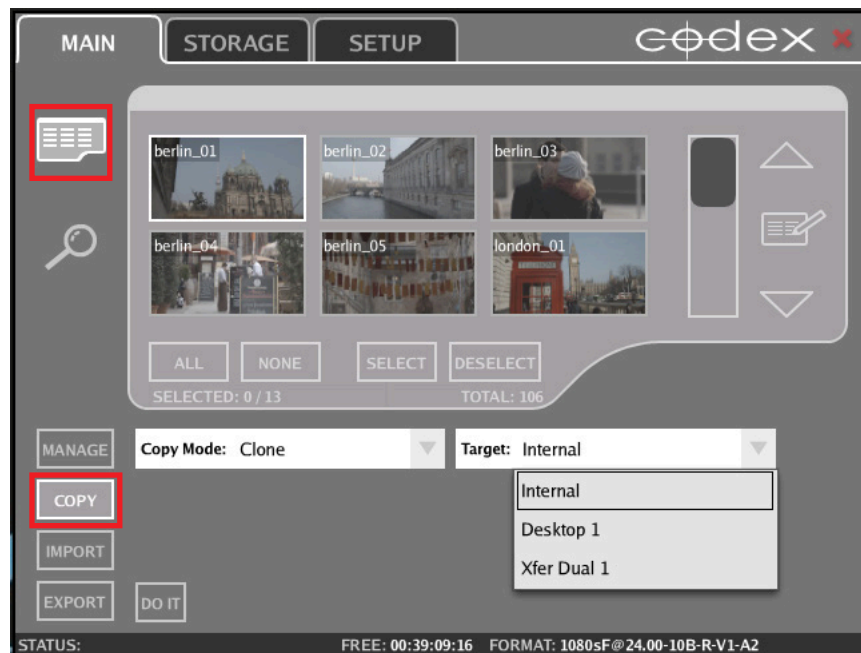 MAIN STORAGE SETUP codex
berlin_01 berlin_02 berlin_03
berlin_04 berlin_05 london_01
TELEPHONE
ALL NONE SELECT DESELECT
SELECTED: 0 / 13 TOTAL: 106
MANAGE Copy Mode: Clone Target: Internal
COPY Internal
Desktop 1
IMPORT
Xfer Dual 1
EXPORT DO IT
STATUS: FREE: 00:39:09:16 FORMAT: 1080sF@24.00-10B-R-V1-A2